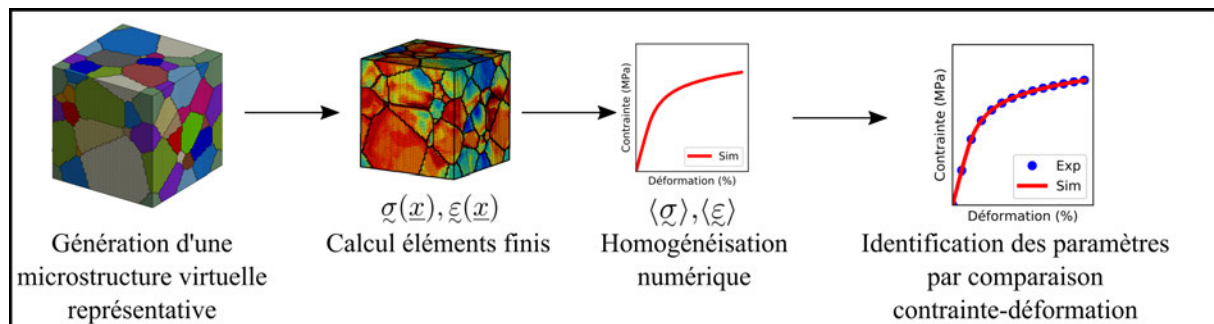 Contrainte (MPa)
Sim
Déformation (%)
Contrainte (MPa)
Exp
Sim
Déformation (%)
σ(x), ε(x)
⟨σ⟩, ⟨ε⟩
Génération d'une
microstructure virtuelle
représentative
Calcul éléments finis
Homogénéisation
numérique
Identification des paramètres
par comparaison
contrainte-déformation